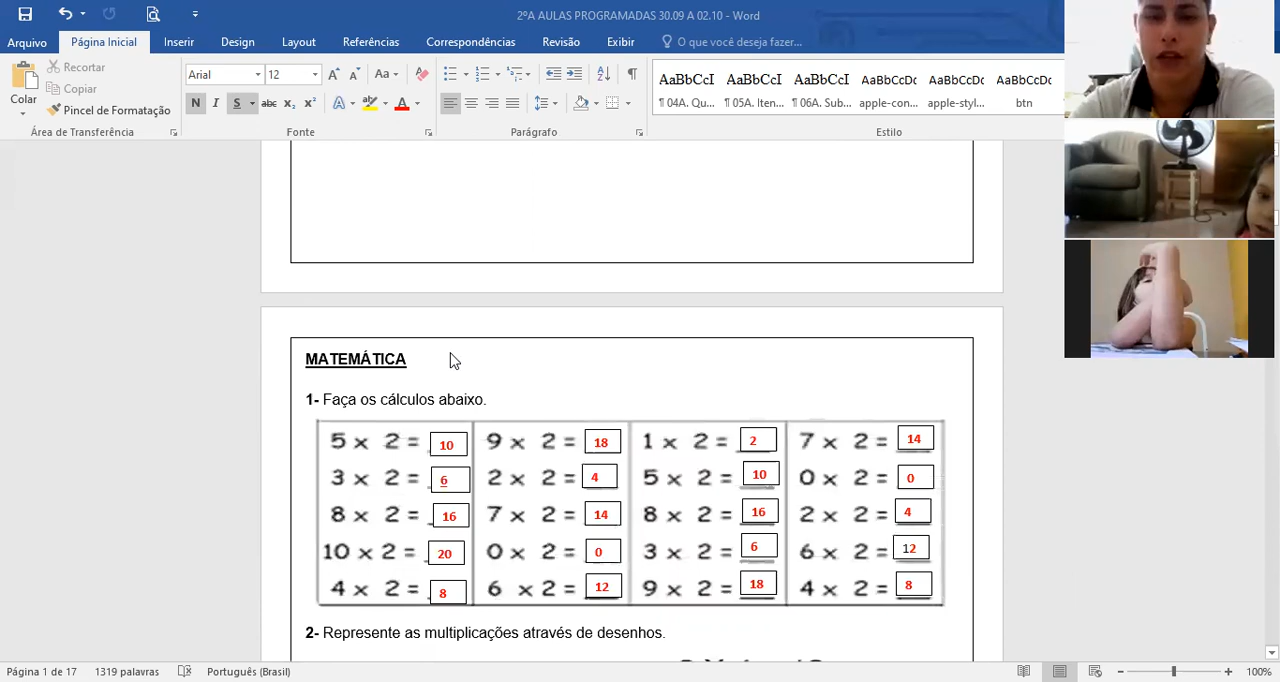 2ºA AULAS PROGRAMADAS 30.09 A 02.10 - Word
Arquivo Página Inicial Inserir Design Layout Referências Correspondências Revisão Exibir O que você deseja fazer...
Colar
Recortar
Copiar
Pincel de Formatação
Área de Transferência
Arial 12
N I S abc x₂ x²
Fonte
Parágrafo
AaBbCcI AaBbCcI AaBbCcI AaBbCcDc AaBbCcDc AaBbCcDc
¶ 04A. Qu... ¶ 05A. Iten... ¶ 06A. Sub... apple-con... apple-styl... btn
Estilo
MATEMÁTICA
1- Faça os cálculos abaixo.
5 x 2 = 10 9 x 2 = 18 1 x 2 = 2 7 x 2 = 14
3 x 2 = 6 2 x 2 = 4 5 x 2 = 10 0 x 2 = 0
8 x 2 = 16 7 x 2 = 14 8 x 2 = 16 2 x 2 = 4
10 x 2 = 20 0 x 2 = 0 3 x 2 = 6 6 x 2 = 12
4 x 2 = 8 6 x 2 = 12 9 x 2 = 18 4 x 2 = 8
2- Represente as multiplicações através de desenhos.
Página 1 de 17 1319 palavras Português (Brasil) 100%